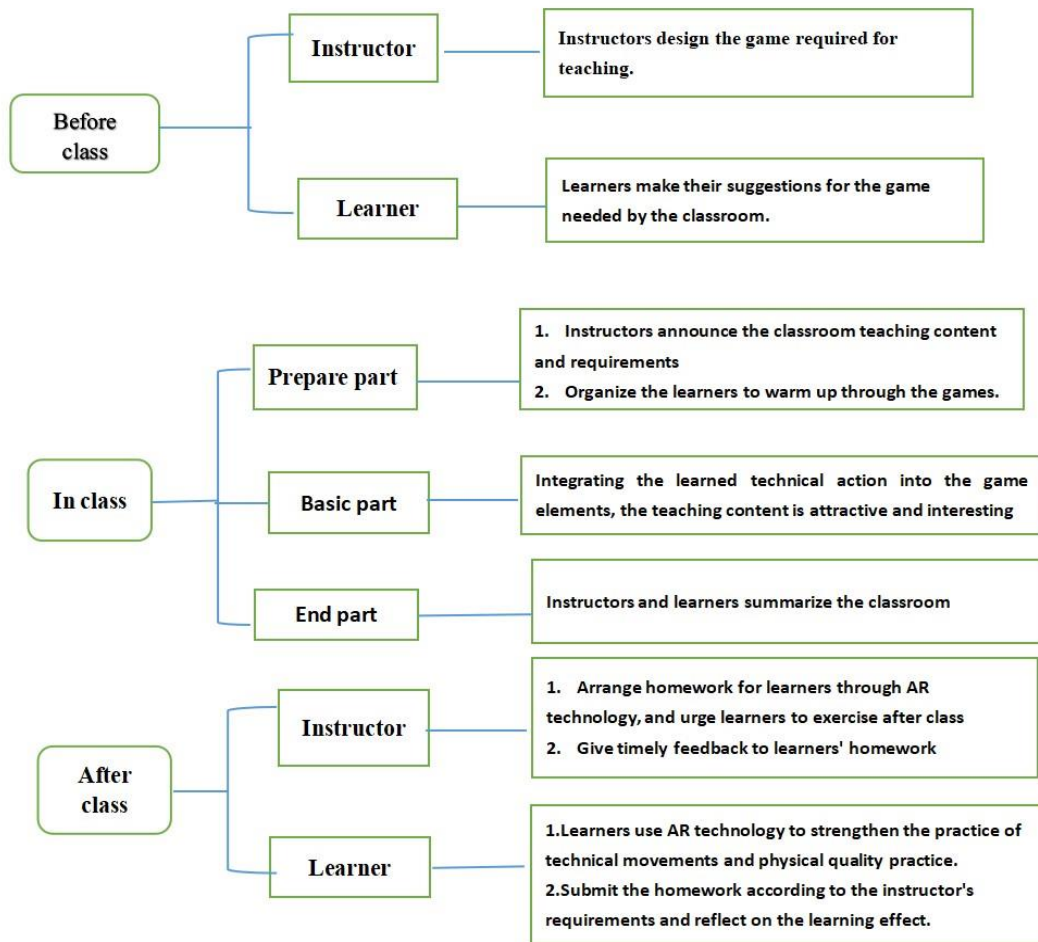 Before
class
Instructor
Instructors design the game required for
teaching.
Learner
Learners make their suggestions for the game
needed by the classroom.
In class
Prepare part
1. Instructors announce the classroom teaching content
and requirements
2. Organize the learners to warm up through the games.
Basic part
Integrating the learned technical action into the game
elements, the teaching content is attractive and interesting
End part
Instructors and learners summarize the classroom
After
class
Instructor
1. Arrange homework for learners through AR
technology, and urge learners to exercise after class
2. Give timely feedback to learners' homework
Learner
1.Learners use AR technology to strengthen the practice of
technical movements and physical quality practice.
2.Submit the homework according to the instructor's
requirements and reflect on the learning effect.